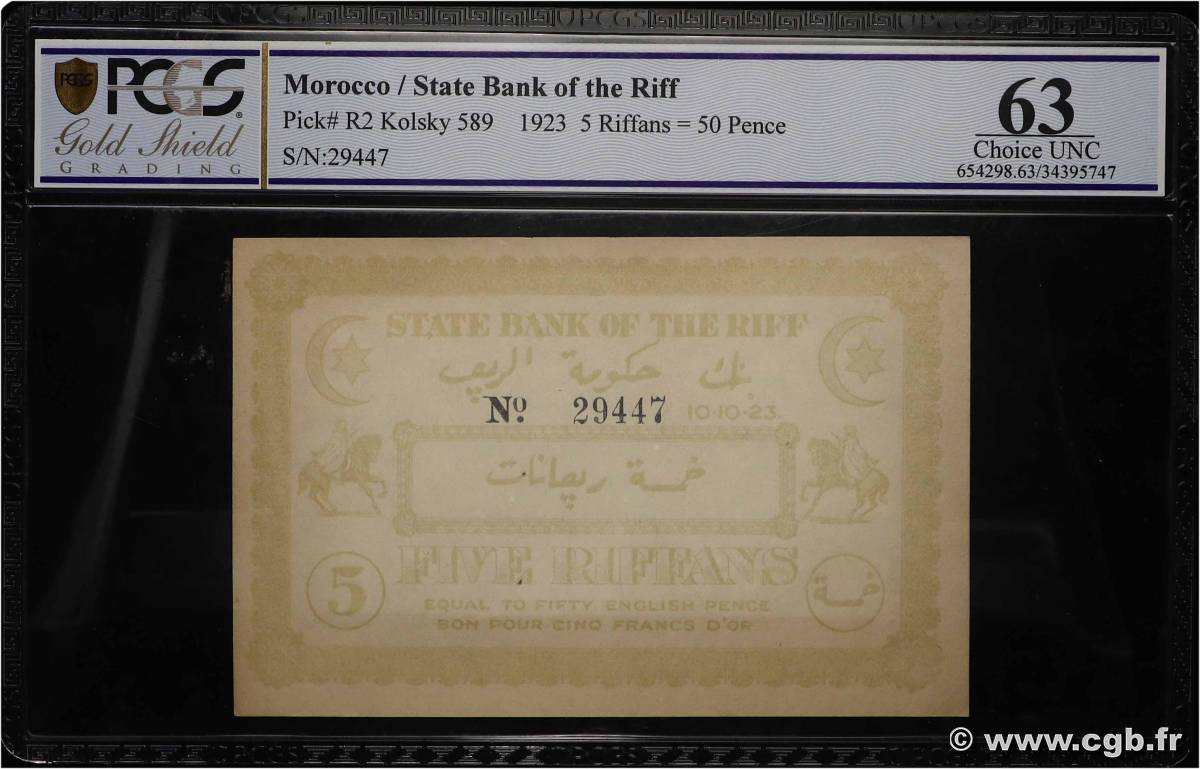 PCGS
Gold Shield
GRADING
Morocco / State Bank of the Riff
Pick# R2 Kolsky 589 1923 5 Riffans = 50 Pence
S/N:29447
63
Choice UNC
654298.63/34395747
STATE BANK OF THE RIFF
بنك حكومة الريف
Nº 29447 10·10·23.
خمسة ريفانات
FIVE RIFFANS
5 خمسة
EQUAL TO FIFTY ENGLISH PENCE
BON POUR CINQ FRANCS D'OR
© www.cgb.fr